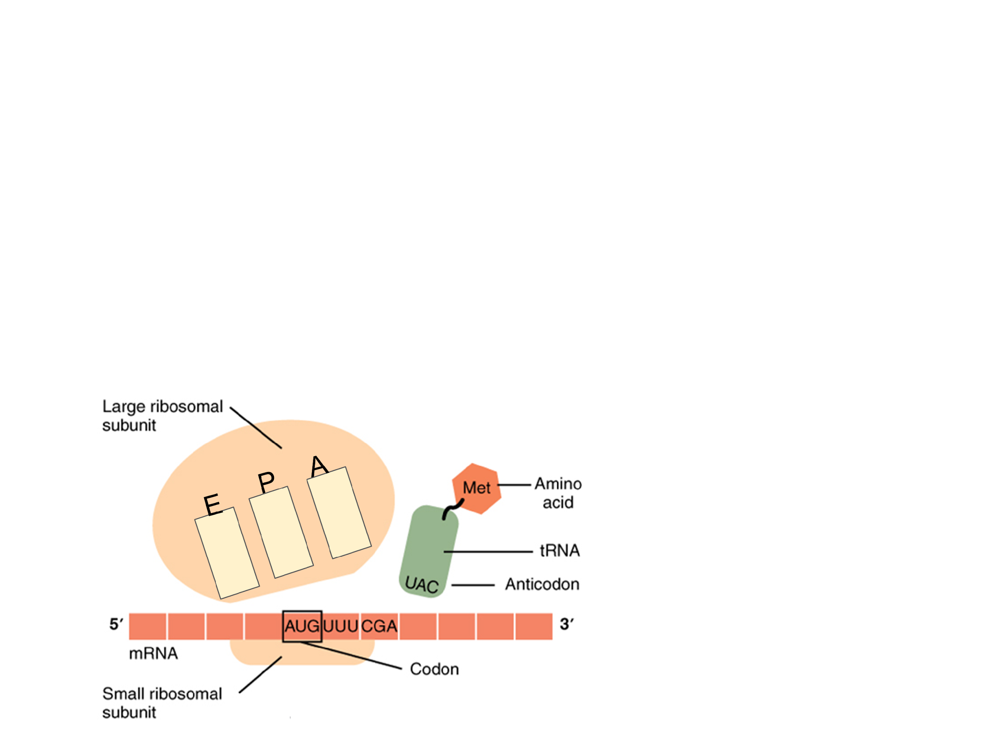 Large ribosomal
subunit
A
P
E
Met
Amino
acid
tRNA
UAC
Anticodon
5′ AUG UUU CGA 3′
mRNA
Codon
Small ribosomal
subunit